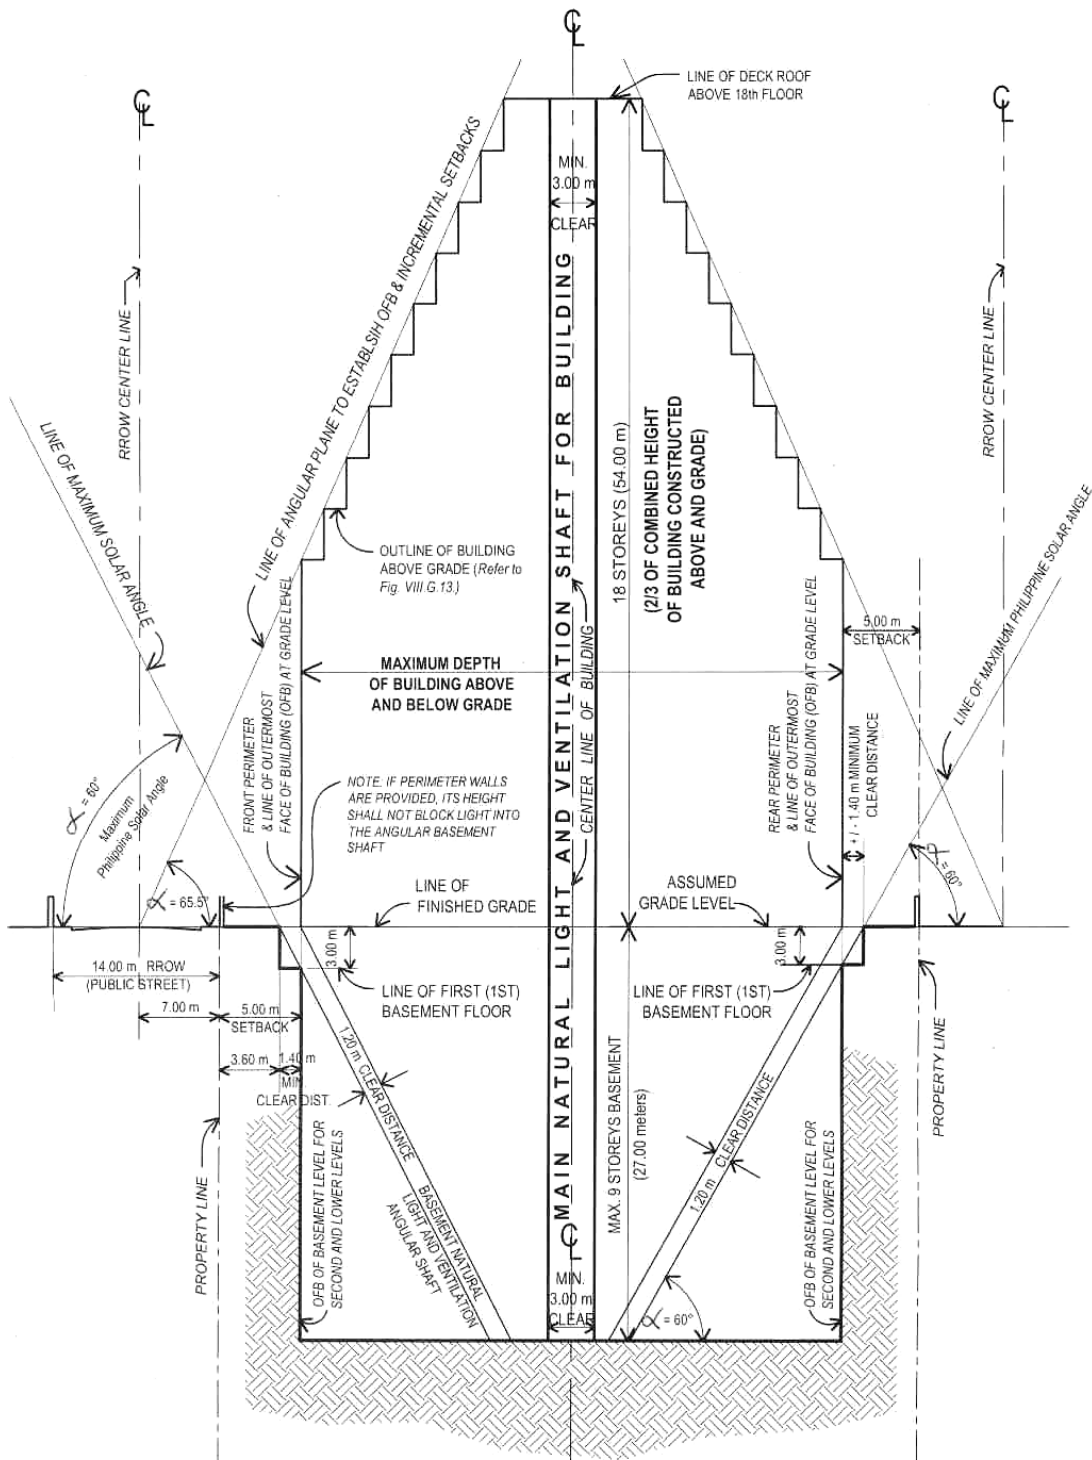 CL
CL
CL
LINE OF DECK ROOF
ABOVE 18th FLOOR
MIN.
3.00 m
CLEAR
RROW CENTER LINE
LINE OF ANGULAR PLANE TO ESTABLSIH OFB & INCREMENTAL SETBACKS
MAIN NATURAL LIGHT AND VENTILATION SHAFT FOR BUILDING
CENTER LINE OF BUILDING
18 STOREYS (54.00 m)
(2/3 OF COMBINED HEIGHT
OF BUILDING CONSTRUCTED
ABOVE AND GRADE)
RROW CENTER LINE
LINE OF MAXIMUM SOLAR ANGLE
LINE OF MAXIMUM PHILIPPINE SOLAR ANGLE
OUTLINE OF BUILDING
ABOVE GRADE (Refer to
Fig. VIII.G.13.)
5.00 m
SETBACK
MAXIMUM DEPTH
OF BUILDING ABOVE
AND BELOW GRADE
FRONT PERIMETER
& LINE OF OUTERMOST
FACE OF BUILDING (OFB) AT GRADE LEVEL
REAR PERIMETER
& LINE OF OUTERMOST
FACE OF BUILDING (OFB) AT GRADE LEVEL
+ / - 1.40 m MINIMUM
CLEAR DISTANCE
∝ = 60°
Maximum
Philippine Solar Angle
NOTE: IF PERIMETER WALLS
ARE PROVIDED, ITS HEIGHT
SHALL NOT BLOCK LIGHT INTO
THE ANGULAR BASEMENT
SHAFT
∝ = 65.5°
∝ = 60°
LINE OF
FINISHED GRADE
ASSUMED
GRADE LEVEL
3.00 m
3.00 m
14.00 m RROW
(PUBLIC STREET)
LINE OF FIRST (1ST)
BASEMENT FLOOR
LINE OF FIRST (1ST)
BASEMENT FLOOR
7.00 m
5.00 m
SETBACK
3.60 m
1.40 m
MIN.
CLEAR DIST.
1.20 m CLEAR DISTANCE
1.20 m CLEAR DISTANCE
MAX. 9 STOREYS BASEMENT
(27.00 meters)
PROPERTY LINE
PROPERTY LINE
OFB OF BASEMENT LEVEL FOR
SECOND AND LOWER LEVELS
BASEMENT NATURAL
LIGHT AND VENTILATION
ANGULAR SHAFT
OFB OF BASEMENT LEVEL FOR
SECOND AND LOWER LEVELS
CL
MIN.
3.00 m
CLEAR
∝ = 60°